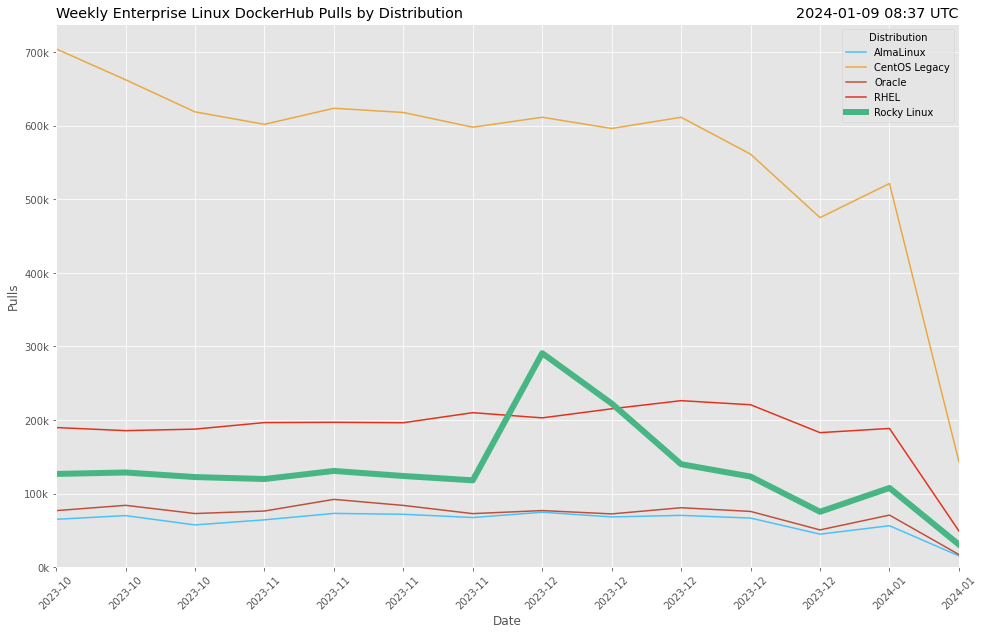 Weekly Enterprise Linux DockerHub Pulls by Distribution
2024-01-09 08:37 UTC
Distribution
AlmaLinux
CentOS Legacy
Oracle
RHEL
Rocky Linux
Pulls
700k
600k
500k
400k
300k
200k
100k
0k
2023-10
2023-10
2023-10
2023-11
2023-11
2023-11
2023-11
2023-12
2023-12
2023-12
2023-12
2023-12
2024-01
2024-01
Date